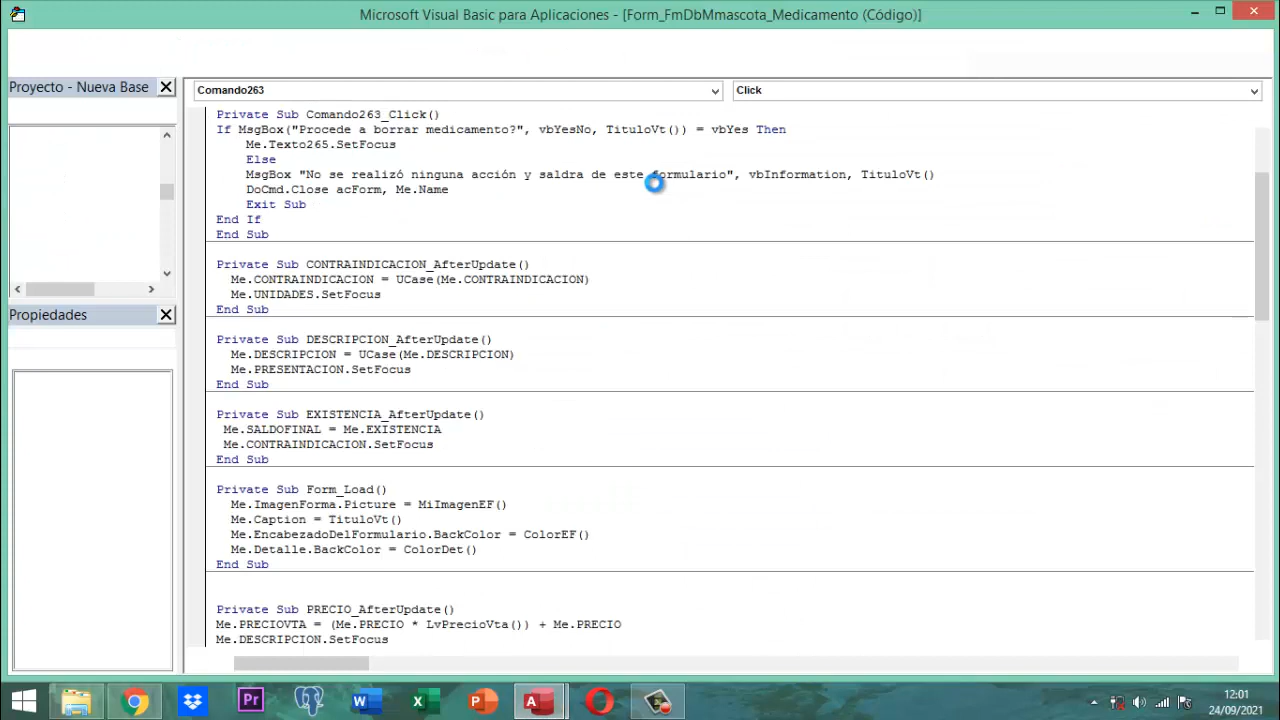 Microsoft Visual Basic para Aplicaciones - [Form_FmDbMmascota_Medicamento (Código)]
Proyecto - Nueva Base
Comando263
Click
Propiedades
Private Sub Comando263_Click()
If MsgBox("Procede a borrar medicamento?", vbYesNo, TituloVt()) = vbYes Then
Me.Texto265.SetFocus
Else
MsgBox "No se realizó ninguna acción y saldra de este formulario", vbInformation, TituloVt()
DoCmd.Close acForm, Me.Name
Exit Sub
End If
End Sub
Private Sub CONTRAINDICACION_AfterUpdate()
Me.CONTRAINDICACION = UCase(Me.CONTRAINDICACION)
Me.UNIDADES.SetFocus
End Sub
Private Sub DESCRIPCION_AfterUpdate()
Me.DESCRIPCION = UCase(Me.DESCRIPCION)
Me.PRESENTACION.SetFocus
End Sub
Private Sub EXISTENCIA_AfterUpdate()
Me.SALDOFINAL = Me.EXISTENCIA
Me.CONTRAINDICACION.SetFocus
End Sub
Private Sub Form_Load()
Me.ImagenForma.Picture = MiImagenEF()
Me.Caption = TituloVt()
Me.EncabezadoDelFormulario.BackColor = ColorEF()
Me.Detalle.BackColor = ColorDet()
End Sub
Private Sub PRECIO_AfterUpdate()
Me.PRECIOVTA = (Me.PRECIO * LvPrecioVta()) + Me.PRECIO
Me.DESCRIPCION.SetFocus
Pr
W
X
P
A
12:01
24/09/2021